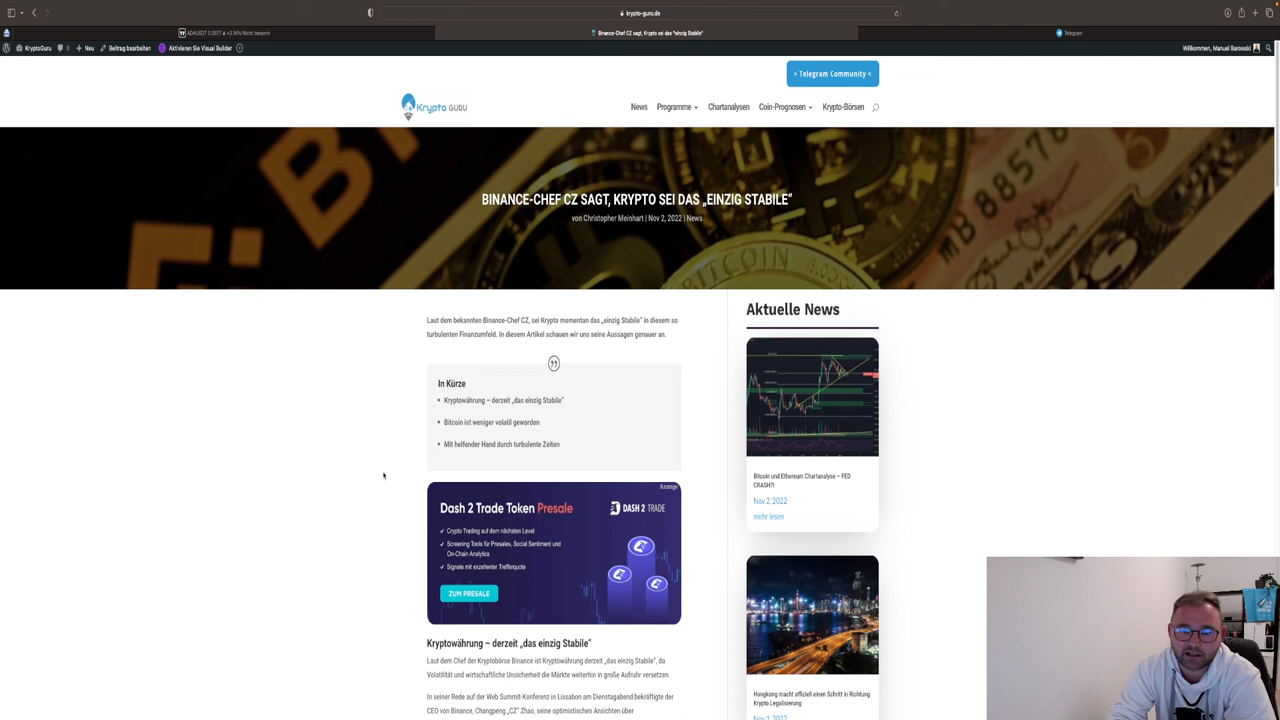 krypto-guru.de
ADAUSDT 0.3977 ▲ +3.14% Nicht benannt
Binance-Chef CZ sagt, Krypto sei das "einzig Stabile"
Telegram
KryptoGuru
0
Neu
Beitrag bearbeiten
Aktivieren Sie Visual Builder
Willkommen, Manuel Barowski
> Telegram Community <
Krypto GURU
News
Programme
Chartanalysen
Coin-Prognosen
Krypto-Börsen
BINANCE-CHEF CZ SAGT, KRYPTO SEI DAS „EINZIG STABILE“
von Christopher Meinhart | Nov 2, 2022 | News
Laut dem bekannten Binance-Chef CZ, sei Krypto momentan das „einzig Stabile“ in diesem so
turbulenten Finanzumfeld. In diesem Artikel schauen wir uns seine Aussagen genauer an.
In Kürze
• Kryptowährung – derzeit „das einzig Stabile“
• Bitcoin ist weniger volatil geworden
• Mit helfender Hand durch turbulente Zeiten
Anzeige
Dash 2 Trade Token Presale
DASH 2 TRADE
✓ Crypto Trading auf dem nächsten Level
✓ Screening Tools für Presales, Social Sentiment und
On-Chain Analytics
✓ Signale mit exzellenter Trefferquote
ZUM PRESALE
Kryptowährung – derzeit „das einzig Stabile“
Laut dem Chef der Kryptobörse Binance ist Kryptowährung derzeit „das einzig Stabile“, da
Volatilität und wirtschaftliche Unsicherheit die Märkte weiterhin in große Aufruhr versetzen.
In seiner Rede auf der Web Summit-Konferenz in Lissabon am Dienstagabend bekräftigte der
CEO von Binance, Changpeng „CZ“ Zhao, seine optimistischen Ansichten über
Aktuelle News
Bitcoin und Ethereum Chartanalyse – FED
CRASH?!
Nov 2, 2022
mehr lesen
Hongkong macht offiziell einen Schritt in Richtung
Krypto Legalisierung
Nov 1, 2022